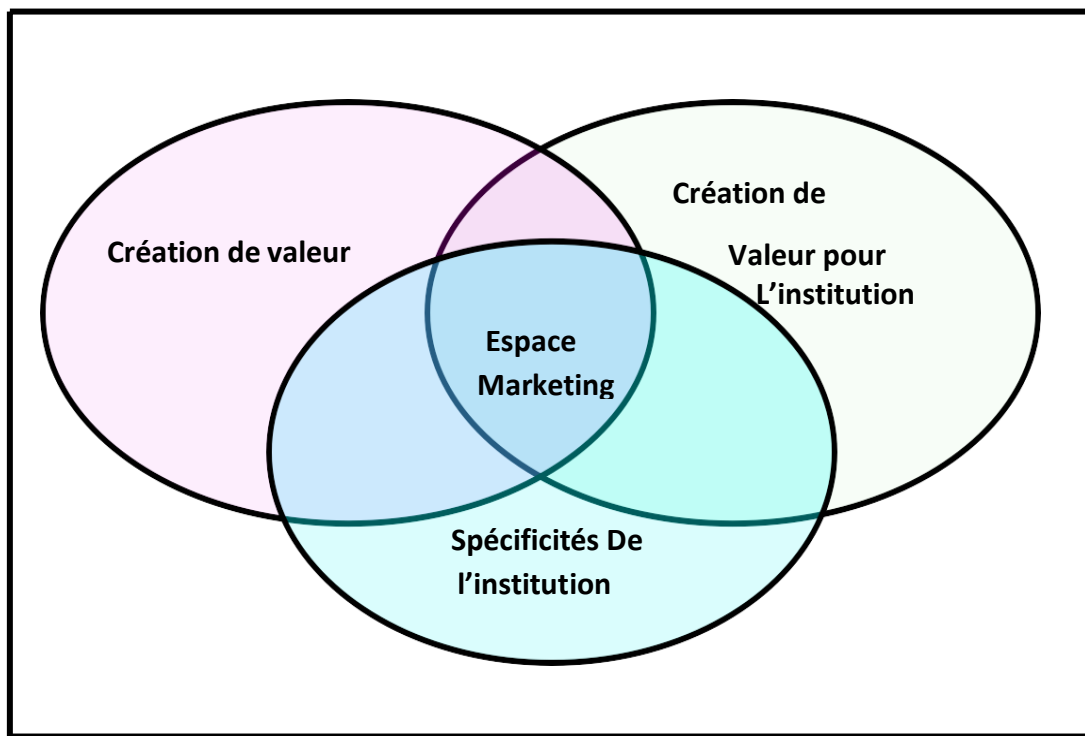 Création de valeur
Création de
Valeur pour
L’institution
Espace
Marketing
Spécificités De
l’institution